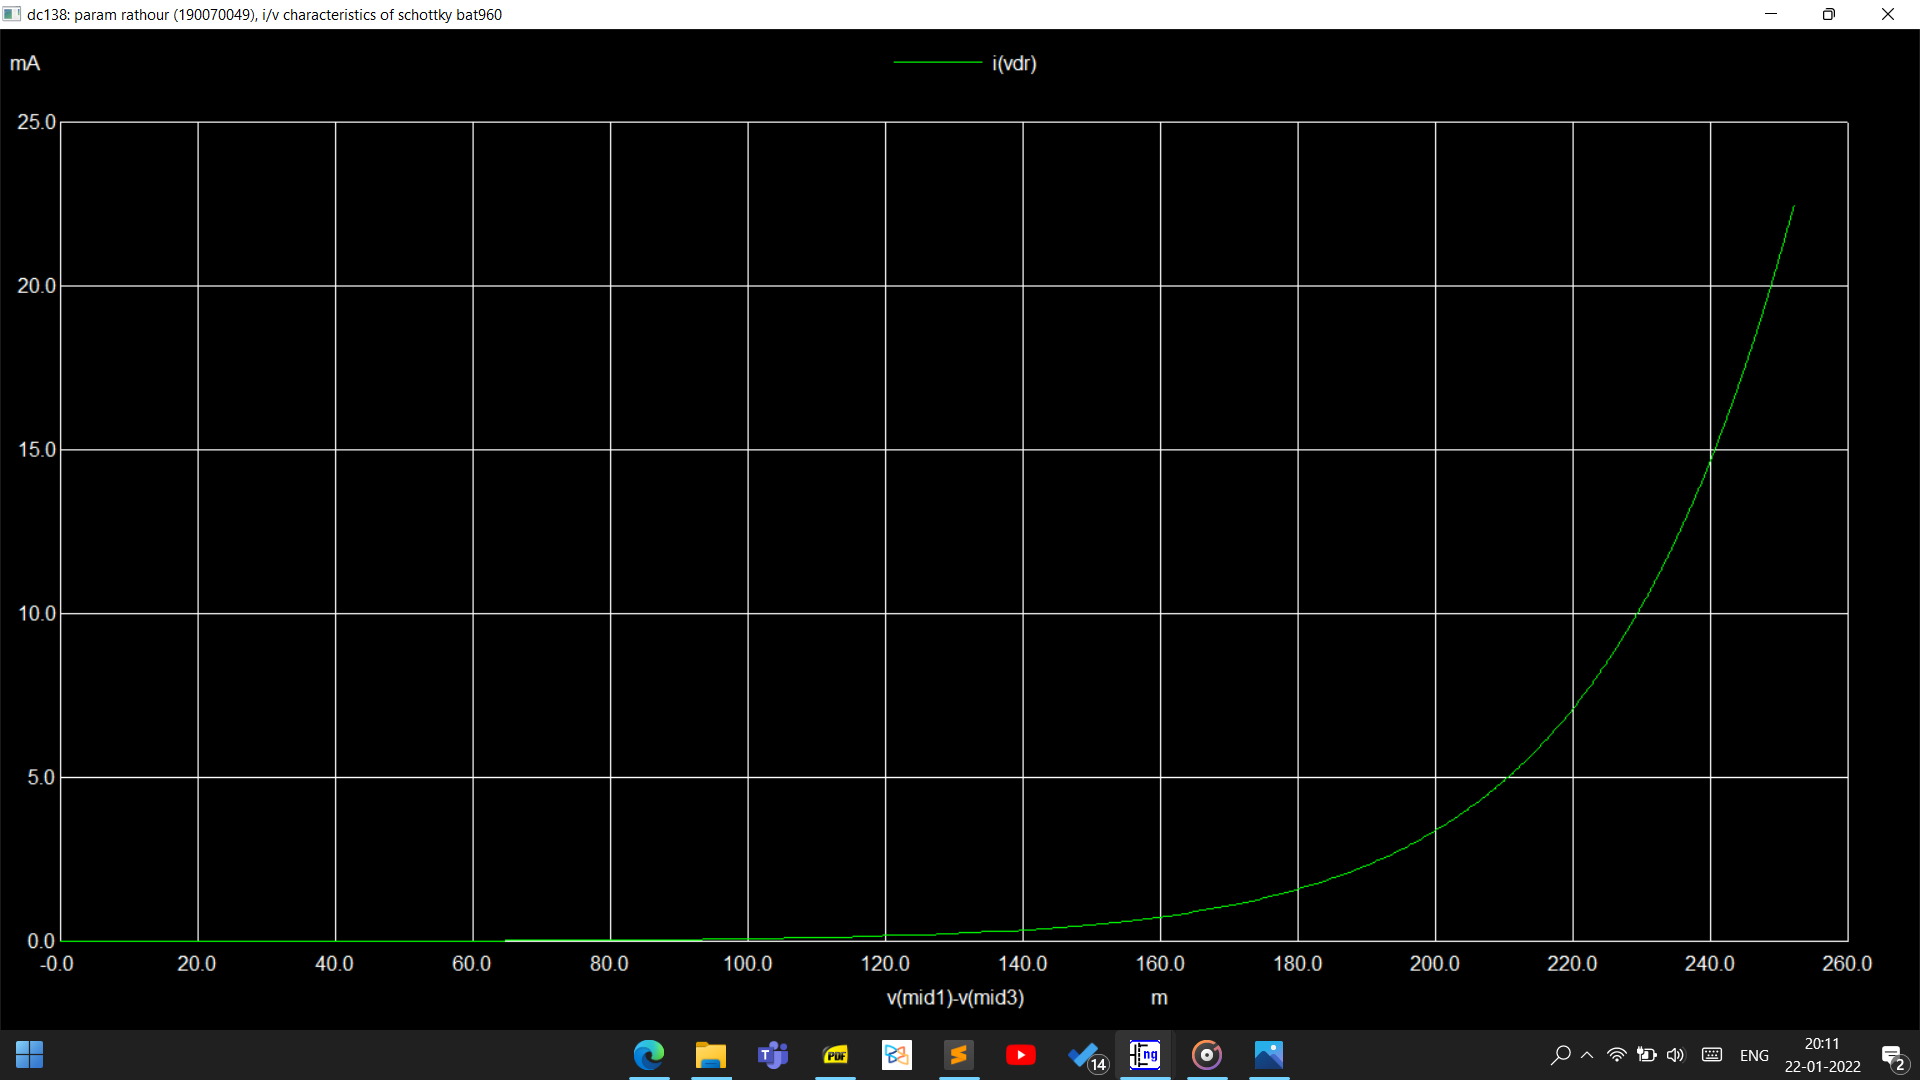 dc138: param rathour (190070049), i/v characteristics of schottky bat960
mA
i(vdr)
25.0
20.0
15.0
10.0
5.0
0.0
-0.0 20.0 40.0 60.0 80.0 100.0 120.0 140.0 160.0 180.0 200.0 220.0 240.0 260.0
v(mid1)-v(mid3) m
T PDF 14 ng ENG 20:11
22-01-2022 2